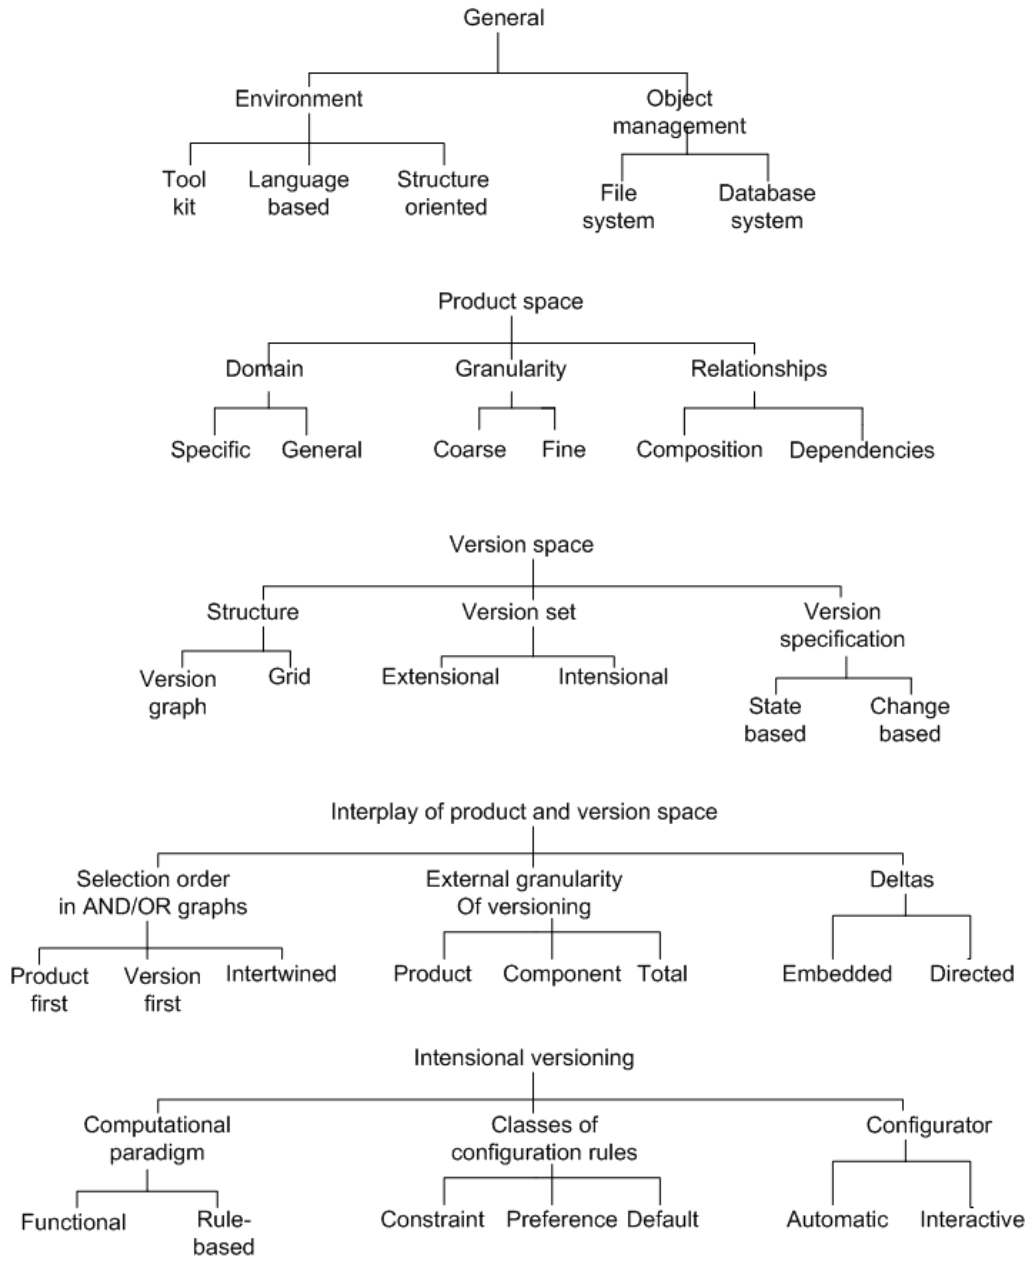 General
Environment
Object
management
Tool
kit
Language
based
Structure
oriented
File
system
Database
system
Product space
Domain
Granularity
Relationships
Specific
General
Coarse
Fine
Composition
Dependencies
Version space
Structure
Version set
Version
specification
Version
graph
Grid
Extensional
Intensional
State
based
Change
based
Interplay of product and version space
Selection order
in AND/OR graphs
External granularity
Of versioning
Deltas
Product
first
Version
first
Intertwined
Product
Component
Total
Embedded
Directed
Intensional versioning
Computational
paradigm
Classes of
configuration rules
Configurator
Functional
Rule-
based
Constraint
Preference
Default
Automatic
Interactive